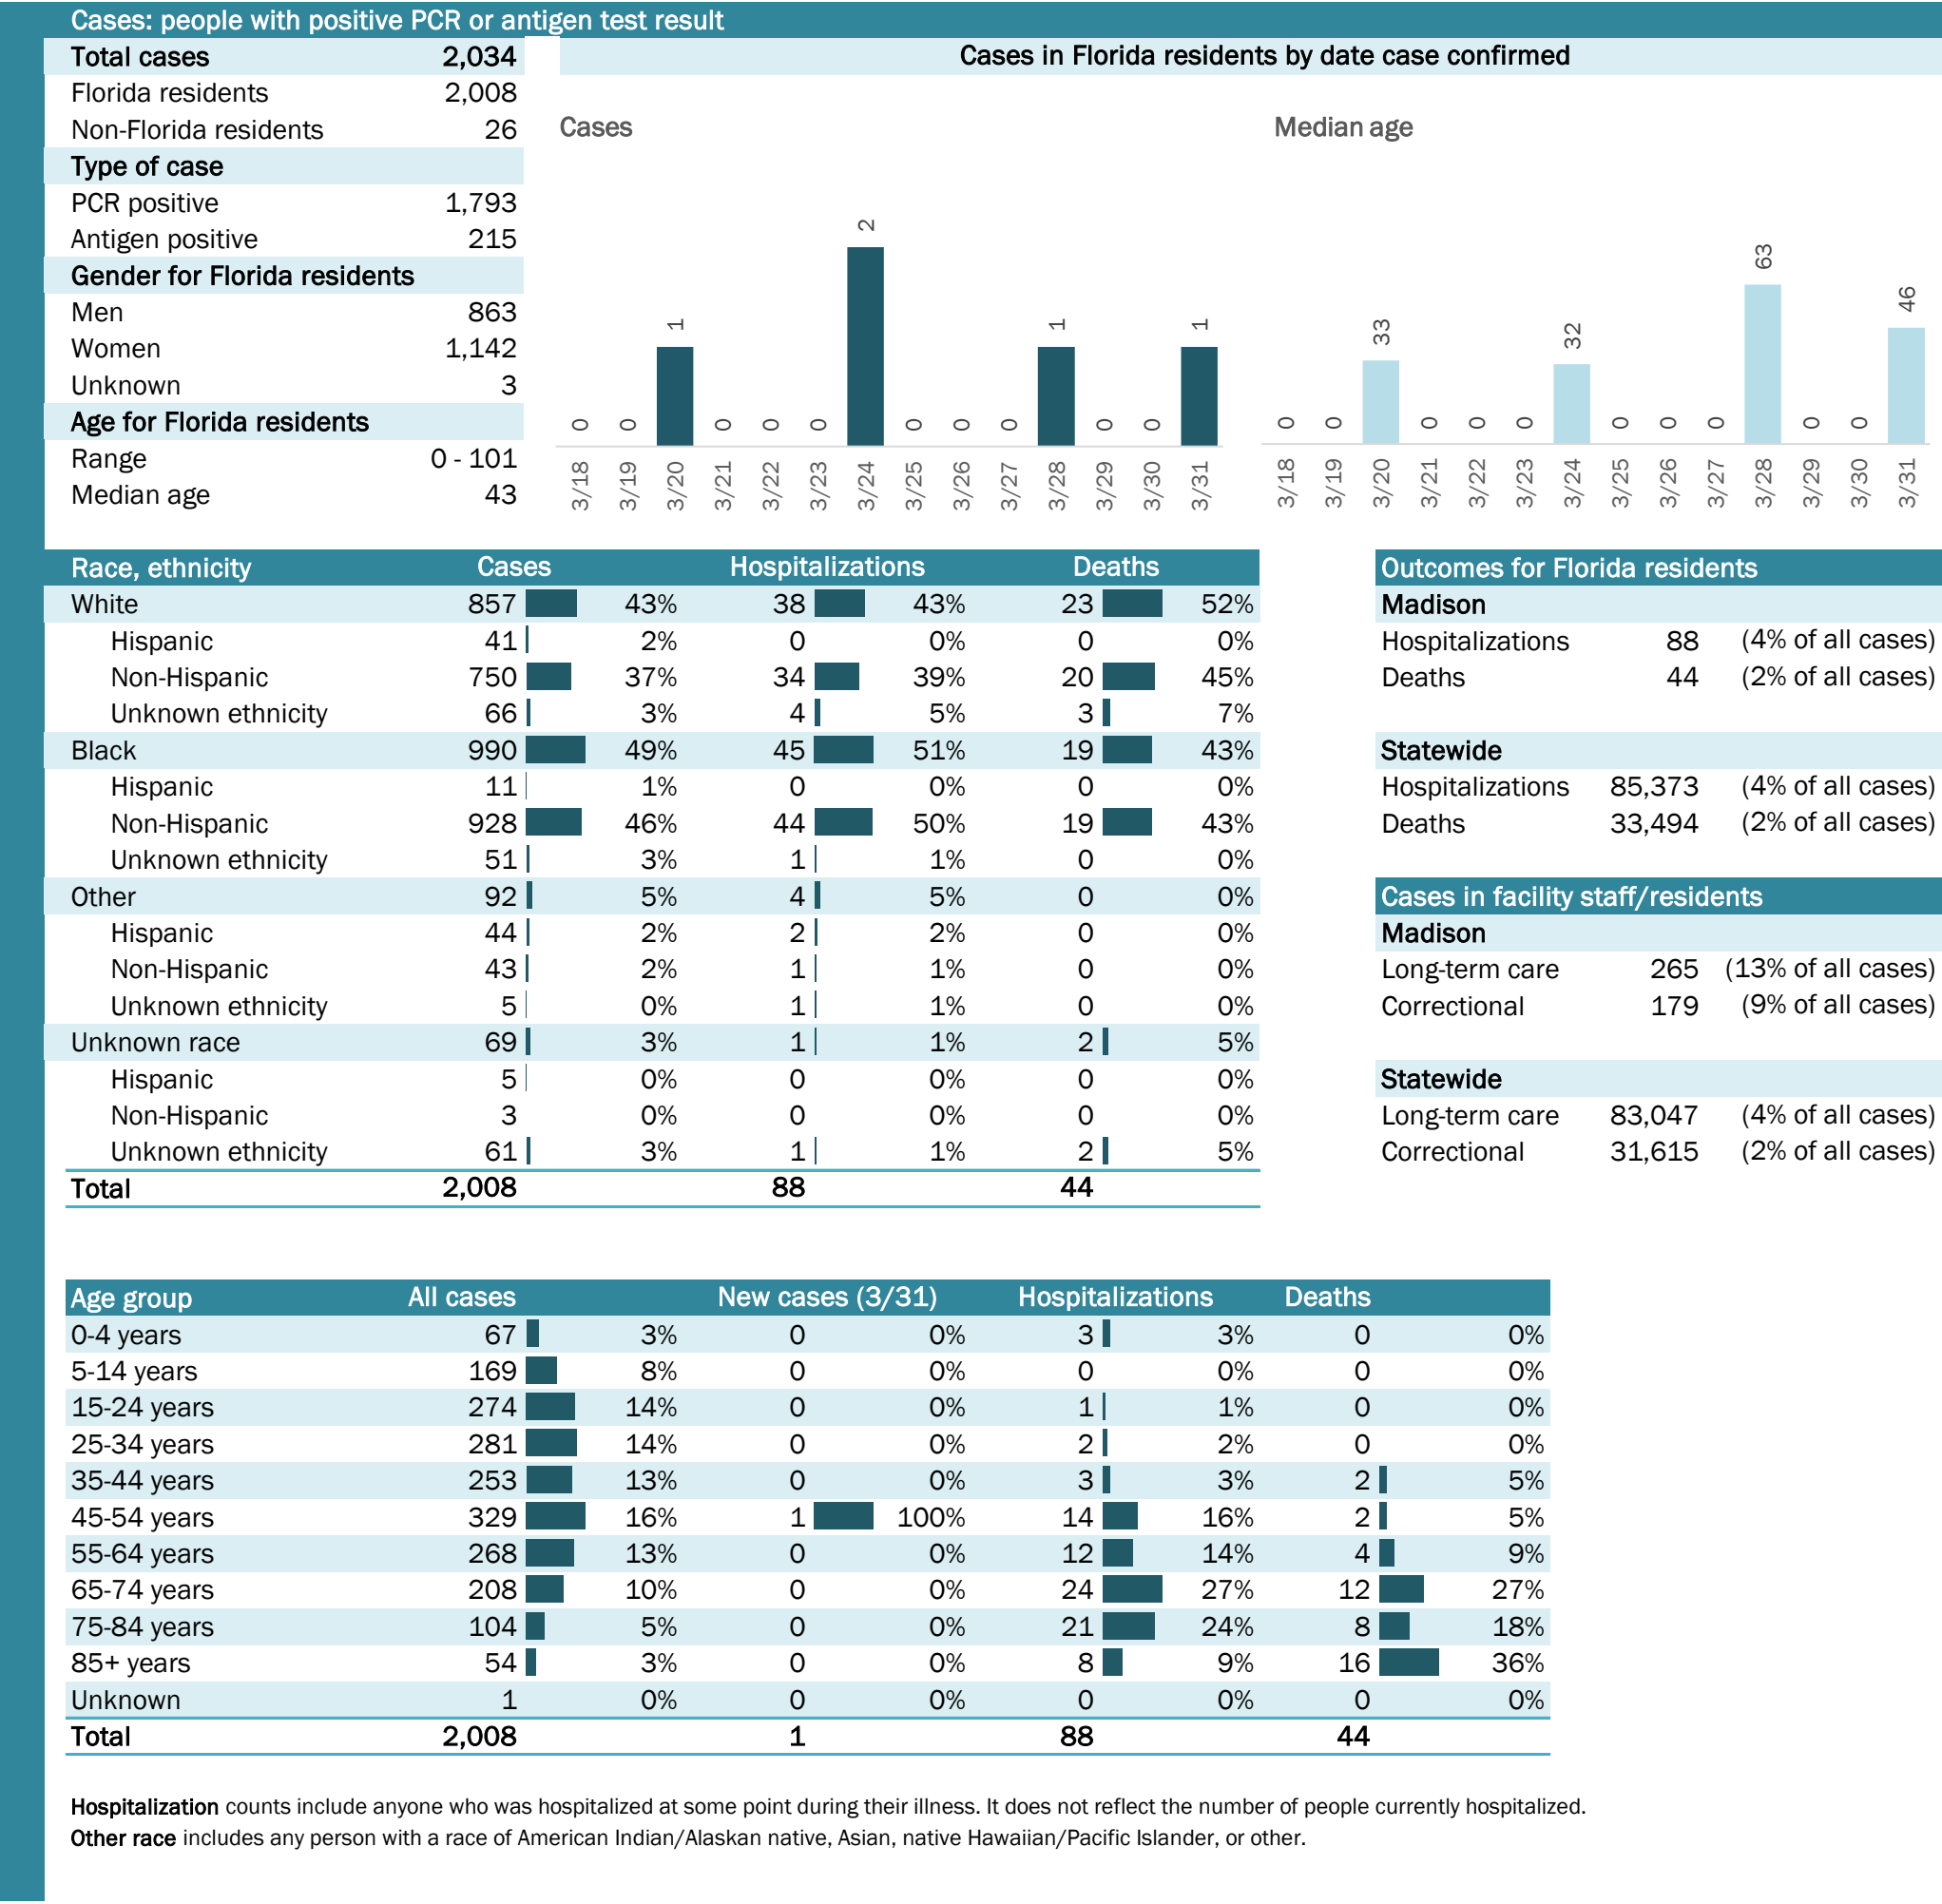 Cases: people with positive PCR or antigen test result
Total cases 2,034
Florida residents 2,008
Non-Florida residents 26
Type of case
PCR positive 1,793
Antigen positive 215
Gender for Florida residents
Men 863
Women 1,142
Unknown 3
Age for Florida residents
Range 0 - 101
Median age 43
Cases in Florida residents by date case confirmed
Cases
0 0 1 0 0 0 2 0 0 0 1 0 0 1
3/18 3/19 3/20 3/21 3/22 3/23 3/24 3/25 3/26 3/27 3/28 3/29 3/30 3/31
Median age
0 0 33 0 0 0 32 0 0 0 63 0 0 46
3/18 3/19 3/20 3/21 3/22 3/23 3/24 3/25 3/26 3/27 3/28 3/29 3/30 3/31
Race, ethnicity Cases Hospitalizations Deaths
White 857 43% 38 43% 23 52%
Hispanic 41 2% 0 0% 0 0%
Non-Hispanic 750 37% 34 39% 20 45%
Unknown ethnicity 66 3% 4 5% 3 7%
Black 990 49% 45 51% 19 43%
Hispanic 11 1% 0 0% 0 0%
Non-Hispanic 928 46% 44 50% 19 43%
Unknown ethnicity 51 3% 1 1% 0 0%
Other 92 5% 4 5% 0 0%
Hispanic 44 2% 2 2% 0 0%
Non-Hispanic 43 2% 1 1% 0 0%
Unknown ethnicity 5 0% 1 1% 0 0%
Unknown race 69 3% 1 1% 2 5%
Hispanic 5 0% 0 0% 0 0%
Non-Hispanic 3 0% 0 0% 0 0%
Unknown ethnicity 61 3% 1 1% 2 5%
Total 2,008 88 44
Outcomes for Florida residents
Madison
Hospitalizations 88 (4% of all cases)
Deaths 44 (2% of all cases)
Statewide
Hospitalizations 85,373 (4% of all cases)
Deaths 33,494 (2% of all cases)
Cases in facility staff/residents
Madison
Long-term care 265 (13% of all cases)
Correctional 179 (9% of all cases)
Statewide
Long-term care 83,047 (4% of all cases)
Correctional 31,615 (2% of all cases)
Age group All cases New cases (3/31) Hospitalizations Deaths
0-4 years 67 3% 0 0% 3 3% 0 0%
5-14 years 169 8% 0 0% 0 0% 0 0%
15-24 years 274 14% 0 0% 1 1% 0 0%
25-34 years 281 14% 0 0% 2 2% 0 0%
35-44 years 253 13% 0 0% 3 3% 2 5%
45-54 years 329 16% 1 100% 14 16% 2 5%
55-64 years 268 13% 0 0% 12 14% 4 9%
65-74 years 208 10% 0 0% 24 27% 12 27%
75-84 years 104 5% 0 0% 21 24% 8 18%
85+ years 54 3% 0 0% 8 9% 16 36%
Unknown 1 0% 0 0% 0 0% 0 0%
Total 2,008 1 88 44
Hospitalization counts include anyone who was hospitalized at some point during their illness. It does not reflect the number of people currently hospitalized.
Other race includes any person with a race of American Indian/Alaskan native, Asian, native Hawaiian/Pacific Islander, or other.